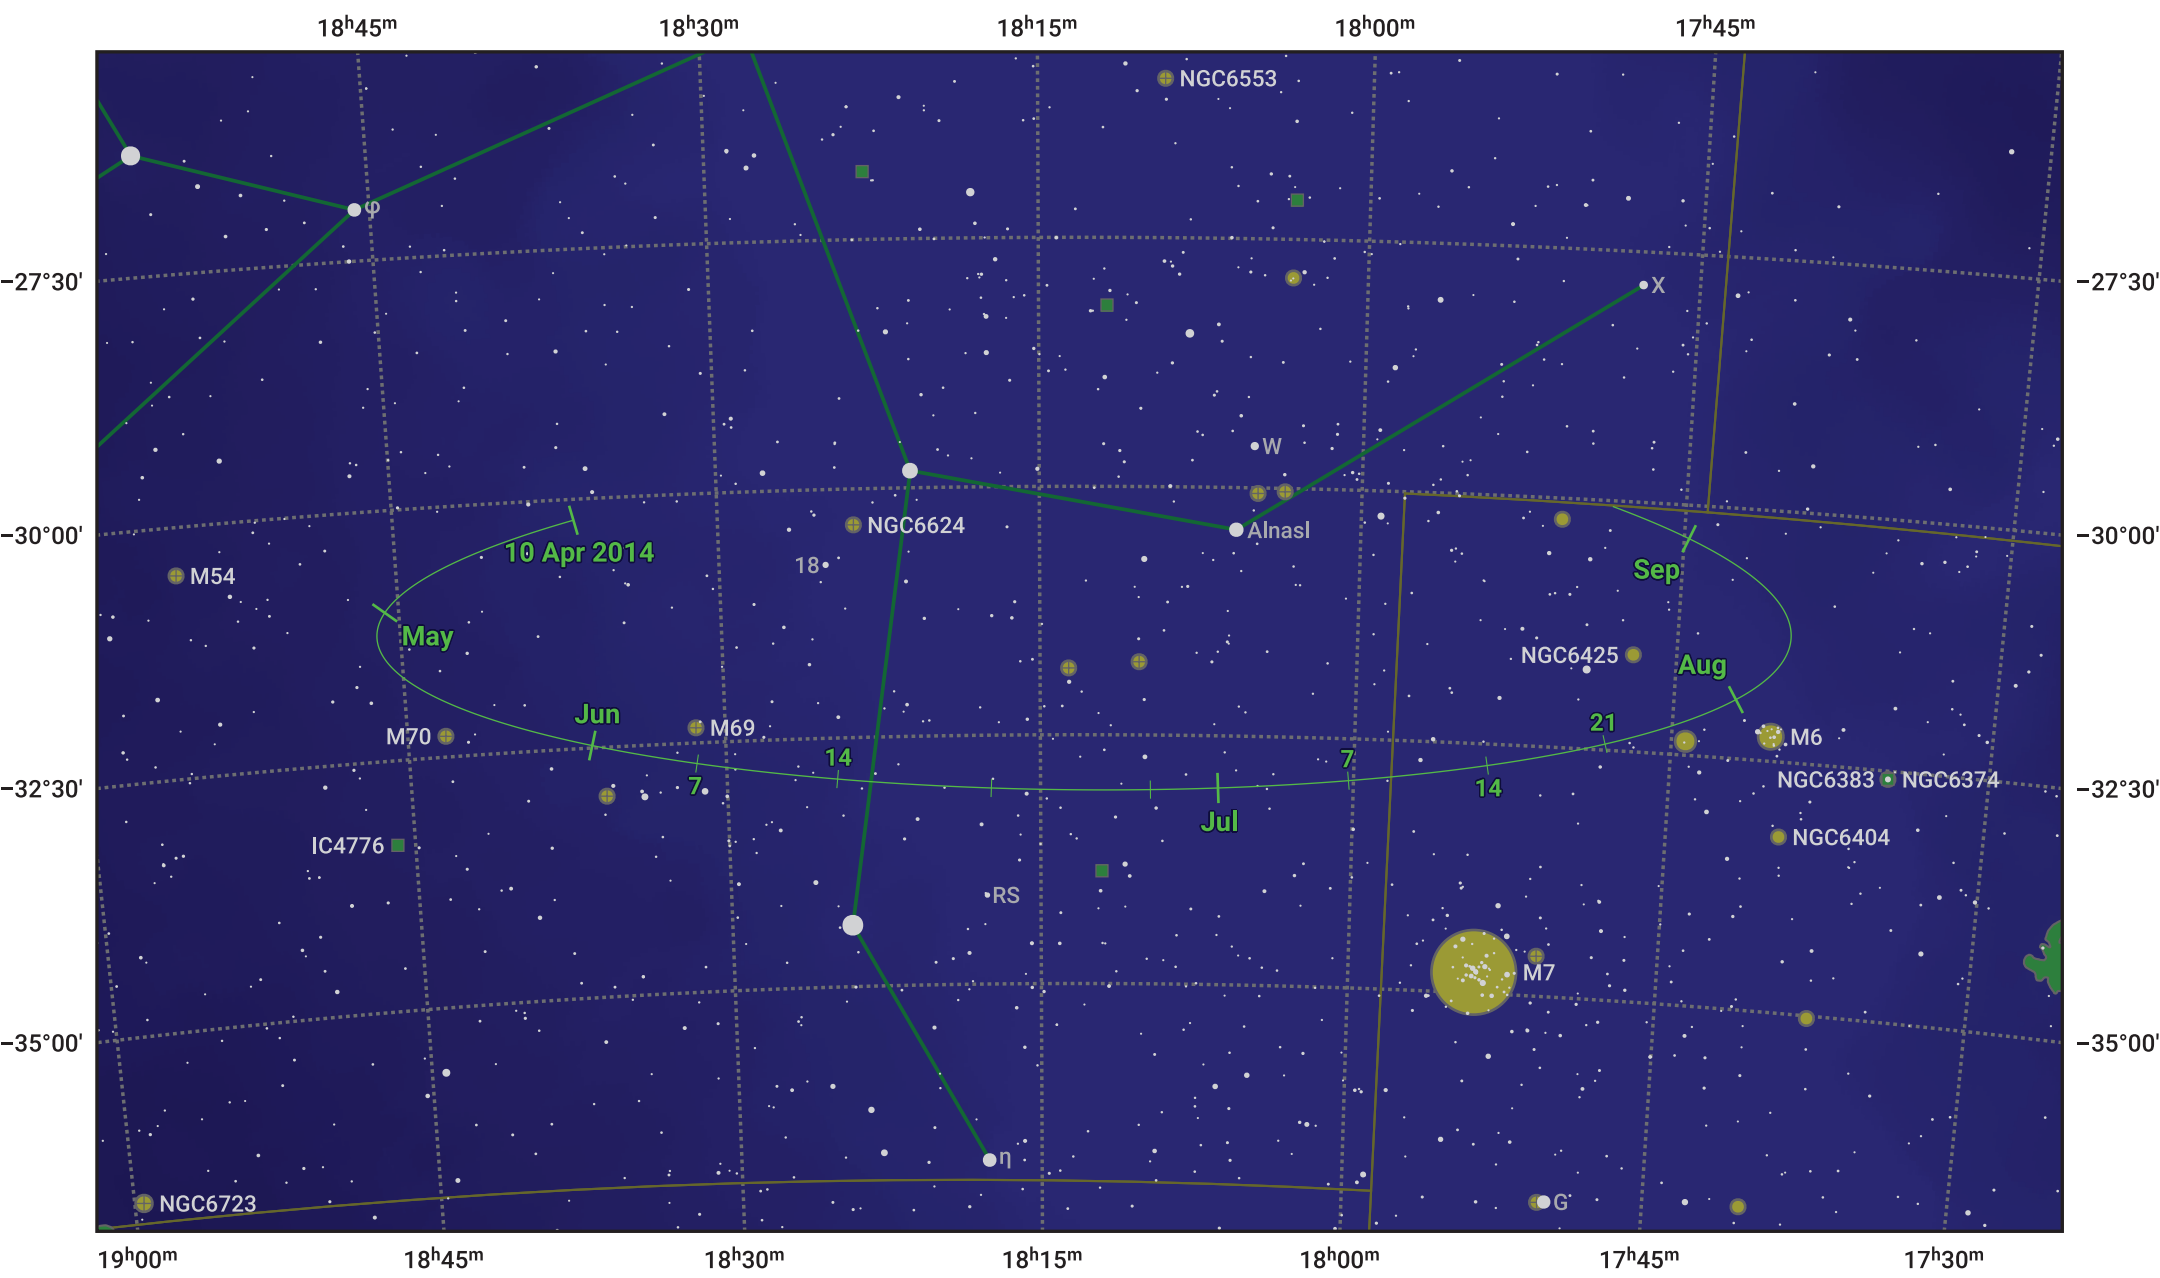 18ʰ45ᵐ 18ʰ30ᵐ 18ʰ15ᵐ 18ʰ00ᵐ 17ʰ45ᵐ
NGC6553
φ
−27°30' −27°30'
X
W
NGC6624 Alnasl
−30°00' −30°00'
10 Apr 2014
18
Sep
M54
May
NGC6425 Aug
Jun
M70 M69 21 M6
14 7
7 14
NGC6383 NGC6374
−32°30' −32°30'
Jul
NGC6404
IC4776
RS
M7
−35°00' −35°00'
η
NGC6723 G
19ʰ00ᵐ 18ʰ45ᵐ 18ʰ30ᵐ 18ʰ15ᵐ 18ʰ00ᵐ 17ʰ45ᵐ 17ʰ30ᵐ